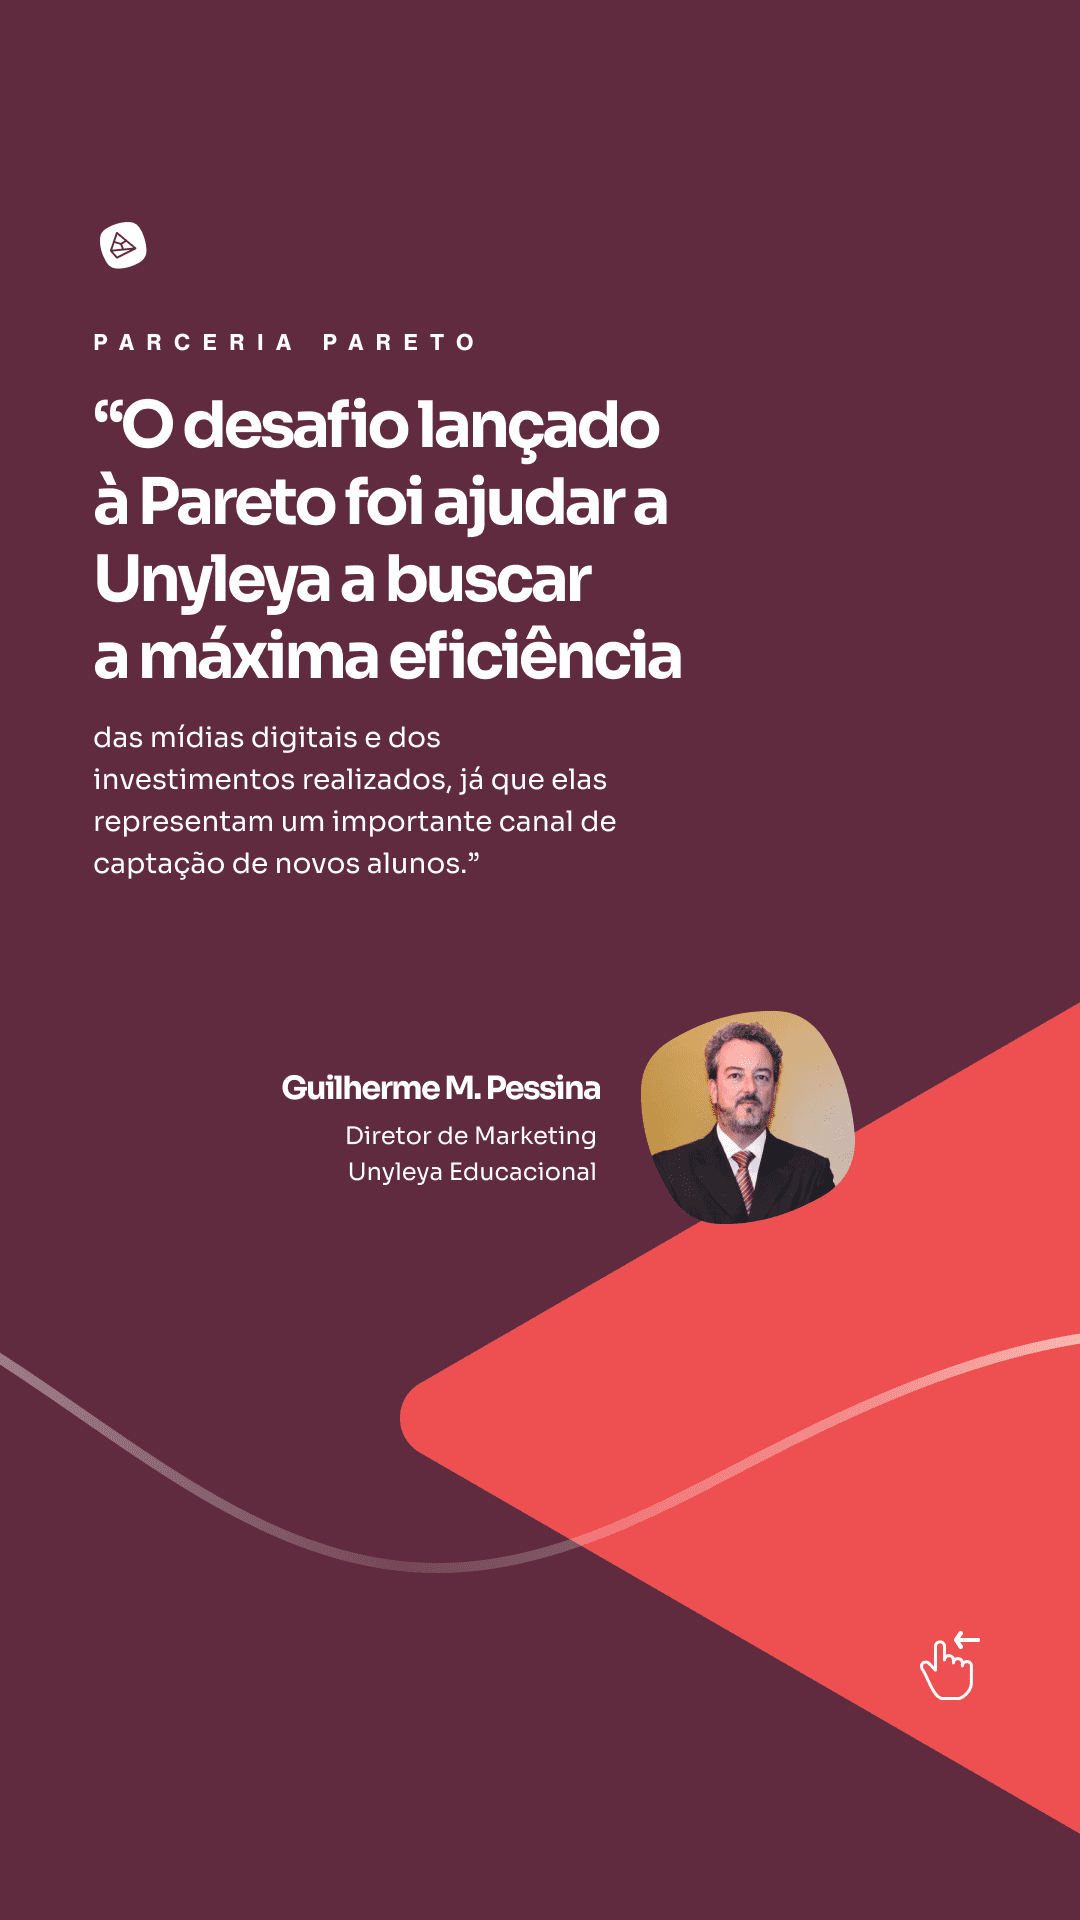 PARCERIA PARETO
“O desafio lançado
à Pareto foi ajudar a
Unyleya a buscar
a máxima eficiência
das mídias digitais e dos
investimentos realizados, já que elas
representam um importante canal de
captação de novos alunos.”
Guilherme M. Pessina
Diretor de Marketing
Unyleya Educacional